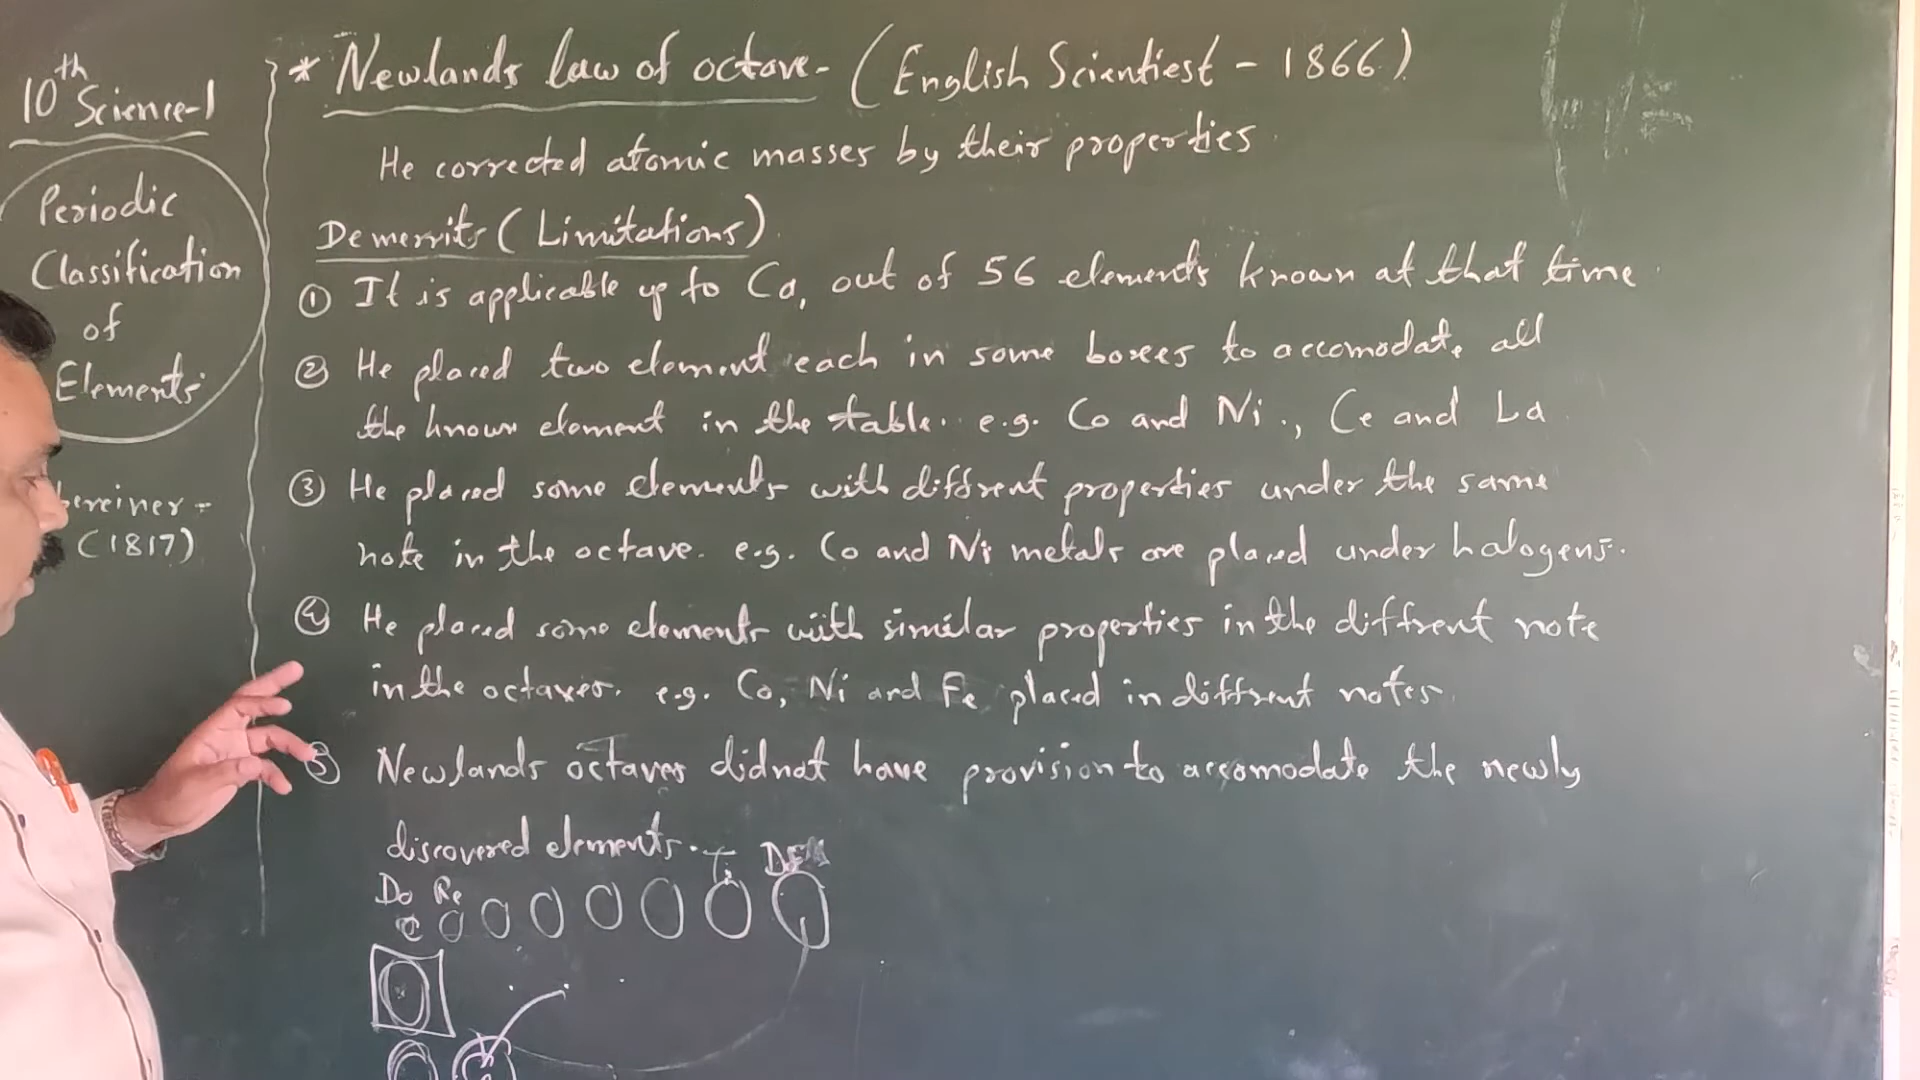 10th
Science-1
Periodic
Classification
of
Elements
bereiner -
(1817)
* Newlands law of octave - (English Scientiest - 1866)
He corrected atomic masses by their properties
Demerrits (Limitations)
① It is applicable up to Ca, out of 56 elements known at that time
② He placed two element each in some boxes to accomodate all
the known element in the table. e.g. Co and Ni ., Ce and La
③ He placed some elements with diffrent properties under the same
note in the octave. e.g. Co and Ni metals are placed under halogens.
④ He placed some elements with similar properties in the diffrent note
in the octaves. e.g. Co, Ni and Fe placed in diffrent notes.
⑤ Newlands octaves didnot have provision to accomodate the newly
discovered elements.
Do Re